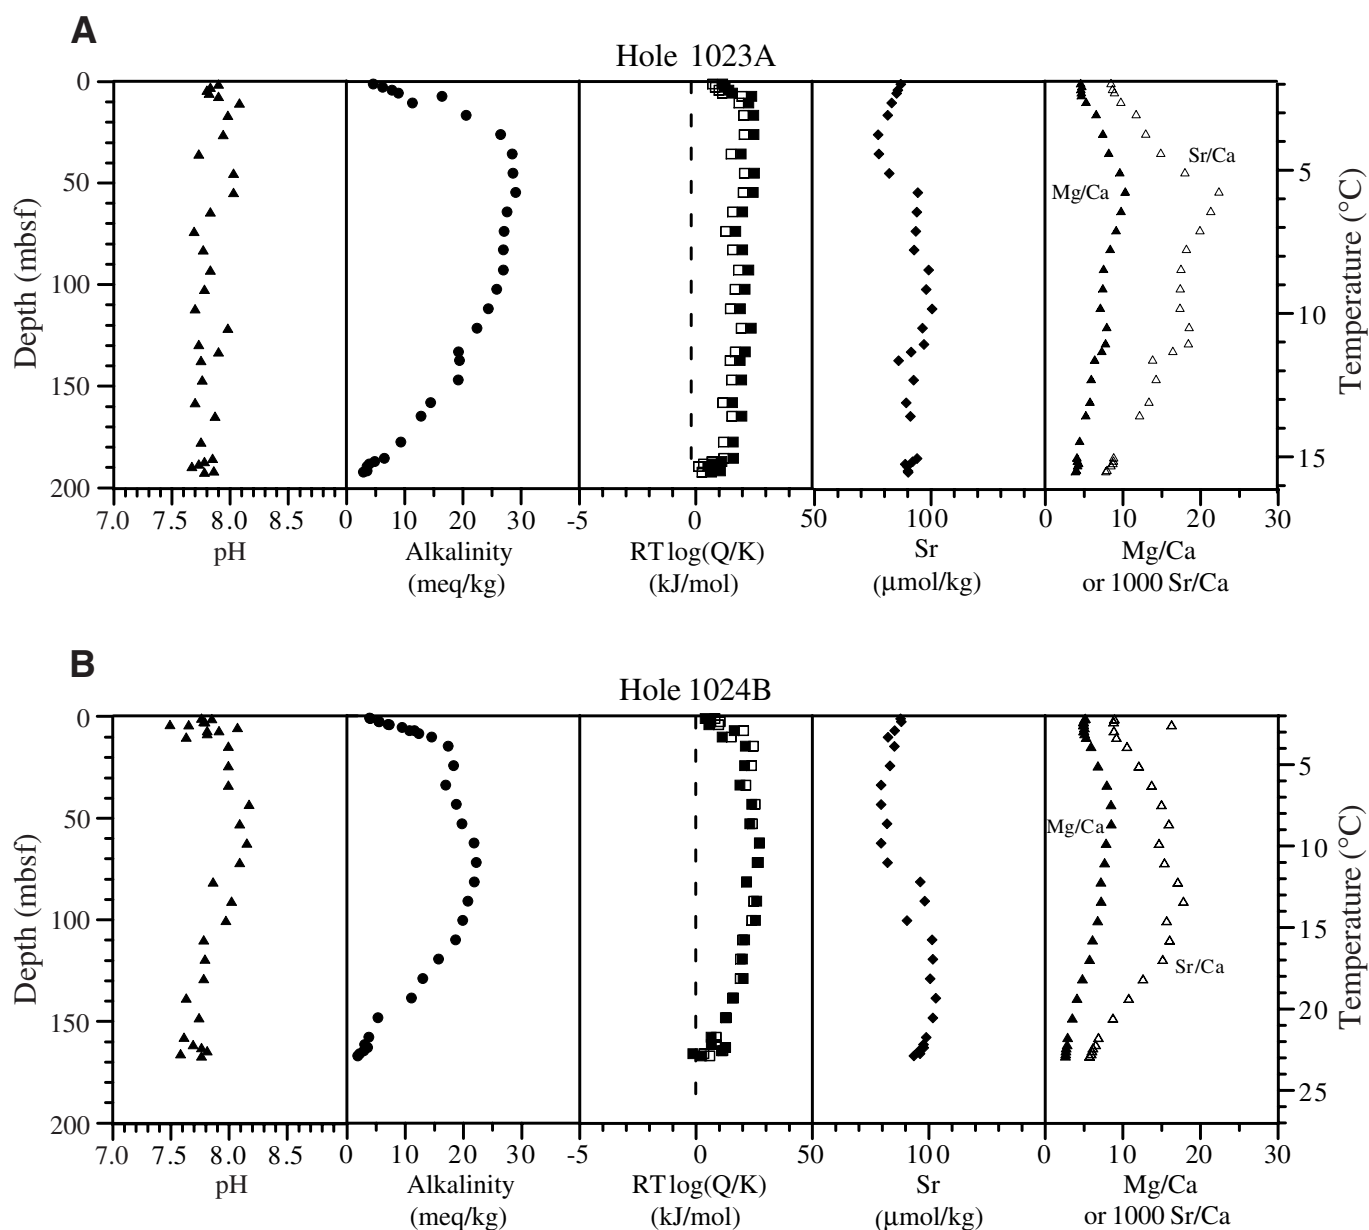 A
Hole 1023A
0
50
100
150
200
Depth (mbsf)
Mg/Ca
Sr/Ca
5
10
15
Temperature (°C)
7.0 7.5 8.0 8.5 0 10 20 30 -5 0 50 100 0 10 20 30
pH Alkalinity RT log(Q/K) Sr Mg/Ca
(meq/kg) (kJ/mol) (µmol/kg) or 1000 Sr/Ca
B
Hole 1024B
0
50
100
150
200
Depth (mbsf)
Mg/Ca
Sr/Ca
5
10
15
20
25
Temperature (°C)
7.0 7.5 8.0 8.5 0 10 20 30 -5 0 50 100 0 10 20 30
pH Alkalinity RT log(Q/K) Sr Mg/Ca
(meq/kg) (kJ/mol) (µmol/kg) or 1000 Sr/Ca